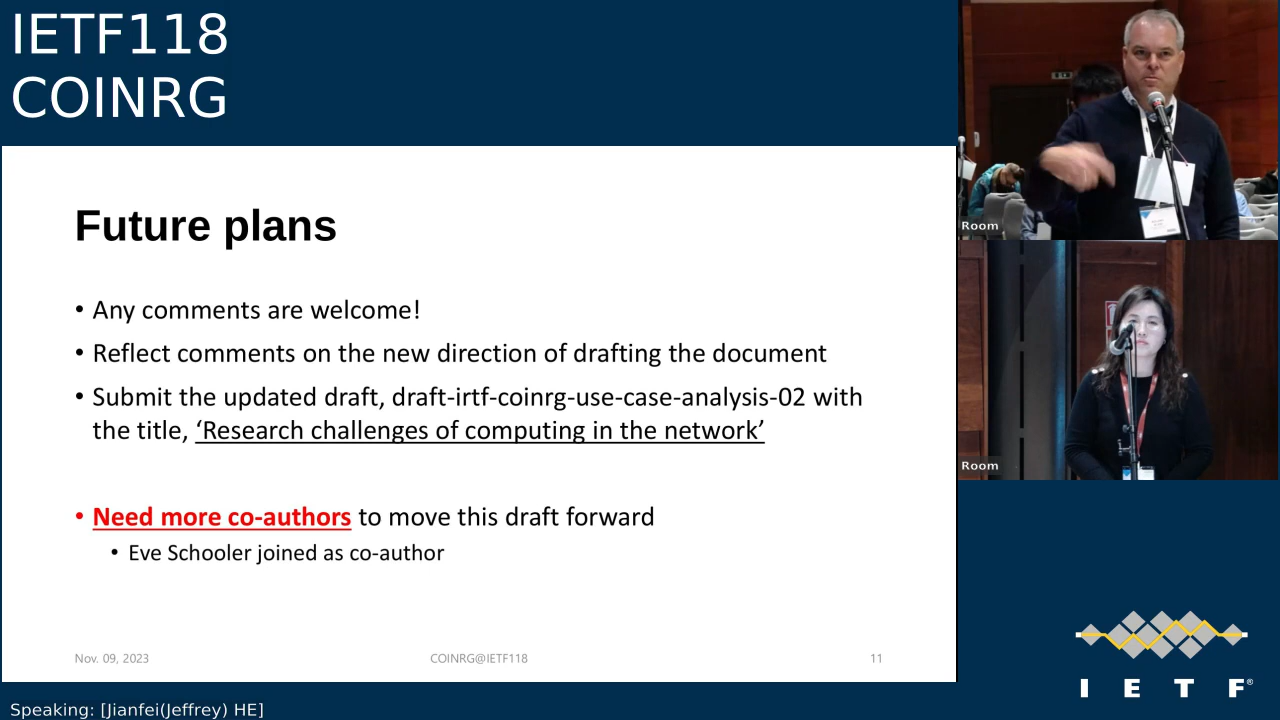 IETF118
COINRG
Future plans
• Any comments are welcome!
• Reflect comments on the new direction of drafting the document
• Submit the updated draft, draft-irtf-coinrg-use-case-analysis-02 with
the title, ‘Research challenges of computing in the network’
• Need more co-authors to move this draft forward
• Eve Schooler joined as co-author
Nov. 09, 2023
COINRG@IETF118
11
Room
Room
I E T F®
Speaking: [Jianfei(Jeffrey) HE]